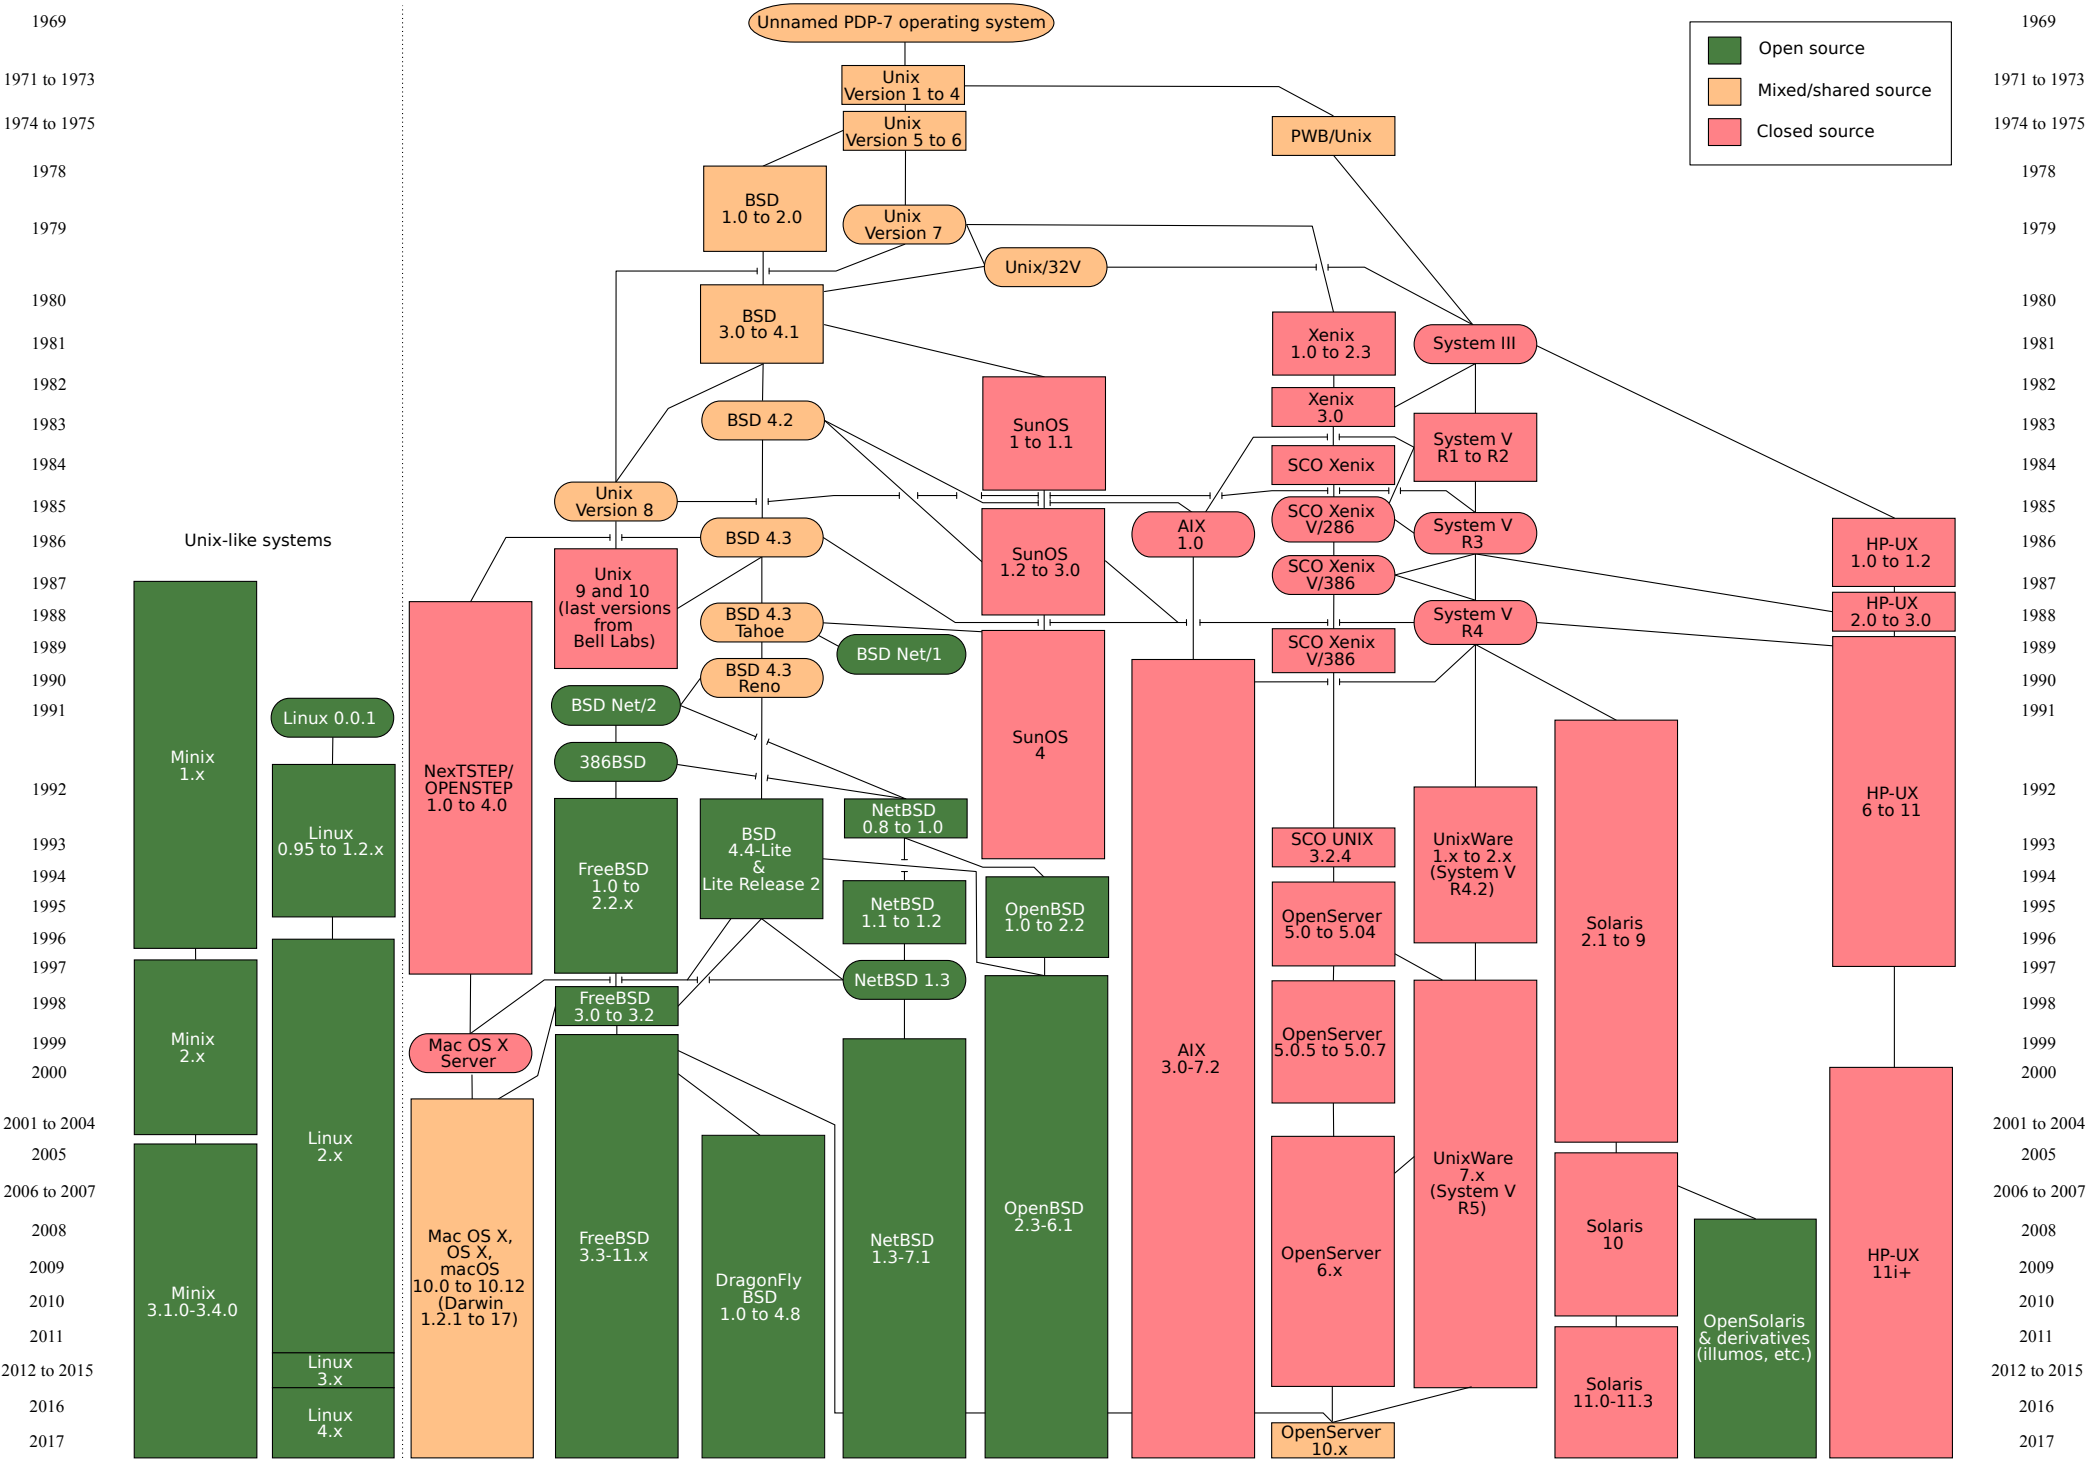 1969
1971 to 1973
1974 to 1975
1978
1979
1980
1981
1982
1983
1984
1985
1986
1987
1988
1989
1990
1991
1992
1993
1994
1995
1996
1997
1998
1999
2000
2001 to 2004
2005
2006 to 2007
2008
2009
2010
2011
2012 to 2015
2016
2017
Unix-like systems
Minix
1.x
Minix
2.x
Minix
3.1.0-3.4.0
Linux 0.0.1
Linux
0.95 to 1.2.x
Linux
2.x
Linux
3.x
Linux
4.x
NexTSTEP/
OPENSTEP
1.0 to 4.0
Mac OS X
Server
Mac OS X,
OS X,
macOS
10.0 to 10.12
(Darwin
1.2.1 to 17)
Unnamed PDP-7 operating system
Unix
Version 1 to 4
Unix
Version 5 to 6
BSD
1.0 to 2.0
Unix
Version 7
Unix/32V
BSD
3.0 to 4.1
BSD 4.2
Unix
Version 8
BSD 4.3
Unix
9 and 10
(last versions
from
Bell Labs)
BSD 4.3
Tahoe
BSD Net/1
BSD 4.3
Reno
BSD Net/2
386BSD
FreeBSD
1.0 to
2.2.x
FreeBSD
3.0 to 3.2
FreeBSD
3.3-11.x
BSD
4.4-Lite
&
Lite Release 2
DragonFly
BSD
1.0 to 4.8
NetBSD
0.8 to 1.0
NetBSD
1.1 to 1.2
NetBSD 1.3
NetBSD
1.3-7.1
SunOS
1 to 1.1
SunOS
1.2 to 3.0
SunOS
4
OpenBSD
1.0 to 2.2
OpenBSD
2.3-6.1
AIX
1.0
AIX
3.0-7.2
PWB/Unix
Xenix
1.0 to 2.3
Xenix
3.0
SCO Xenix
SCO Xenix
V/286
SCO Xenix
V/386
SCO Xenix
V/386
SCO UNIX
3.2.4
OpenServer
5.0 to 5.04
OpenServer
5.0.5 to 5.0.7
OpenServer
6.x
OpenServer
10.x
System III
System V
R1 to R2
System V
R3
System V
R4
UnixWare
1.x to 2.x
(System V
R4.2)
UnixWare
7.x
(System V
R5)
Solaris
2.1 to 9
Solaris
10
Solaris
11.0-11.3
OpenSolaris
& derivatives
(illumos, etc.)
HP-UX
1.0 to 1.2
HP-UX
2.0 to 3.0
HP-UX
6 to 11
HP-UX
11i+
Open source
Mixed/shared source
Closed source
1969
1971 to 1973
1974 to 1975
1978
1979
1980
1981
1982
1983
1984
1985
1986
1987
1988
1989
1990
1991
1992
1993
1994
1995
1996
1997
1998
1999
2000
2001 to 2004
2005
2006 to 2007
2008
2009
2010
2011
2012 to 2015
2016
2017